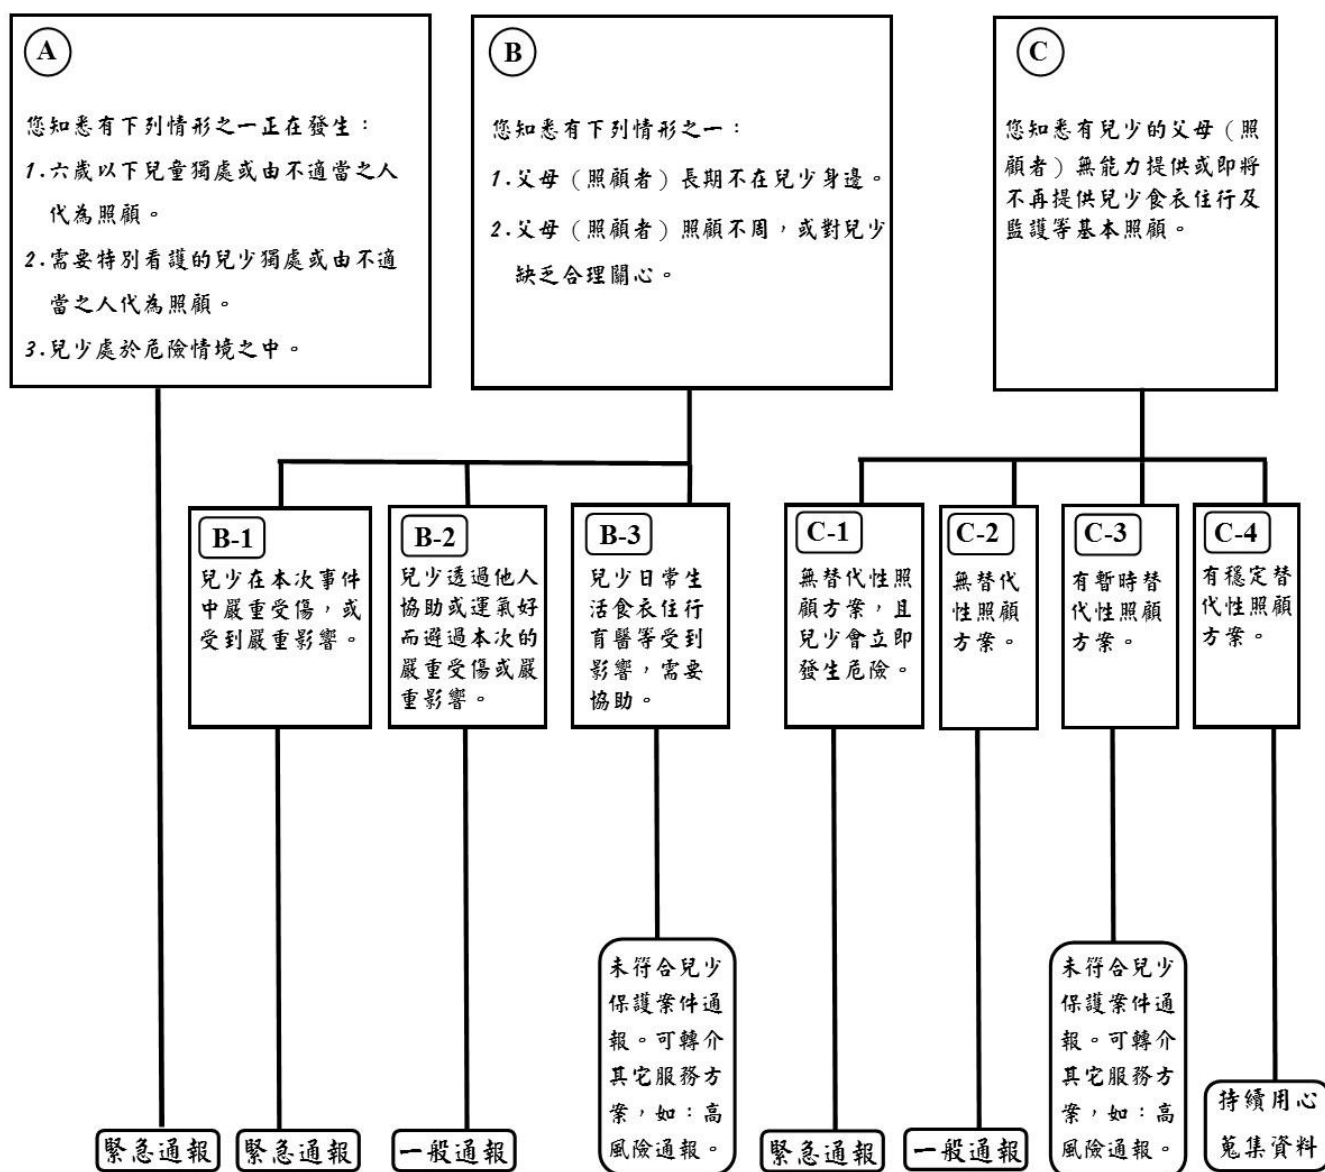 A
您知悉有下列情形之一正在發生：
1.六歲以下兒童獨處或由不適當之人
代為照顧。
2.需要特別看護的兒少獨處或由不適
當之人代為照顧。
3.兒少處於危險情境之中。
B
您知悉有下列情形之一：
1.父母（照顧者）長期不在兒少身邊。
2.父母（照顧者）照顧不周，或對兒少
缺乏合理關心。
C
您知悉有兒少的父母（照
顧者）無能力提供或即將
不再提供兒少食衣住行及
監護等基本照顧。
B-1
兒少在本次事件
中嚴重受傷，或
受到嚴重影響。
B-2
兒少透過他人
協助或運氣好
而避過本次的
嚴重受傷或嚴
重影響。
B-3
兒少日常生
活食衣住行
育醫等受到
影響，需要
協助。
C-1
無替代性照
顧方案，且
兒少會立即
發生危險。
C-2
無替代
性照顧
方案。
C-3
有暫時替
代性照顧
方案。
C-4
有穩定替
代性照顧
方案。
緊急通報
緊急通報
一般通報
未符合兒少
保護案件通
報。可轉介
其它服務方
案，如：高
風險通報。
緊急通報
一般通報
未符合兒少
保護案件通
報。可轉介
其它服務方
案，如：高
風險通報。
持續用心
蒐集資料